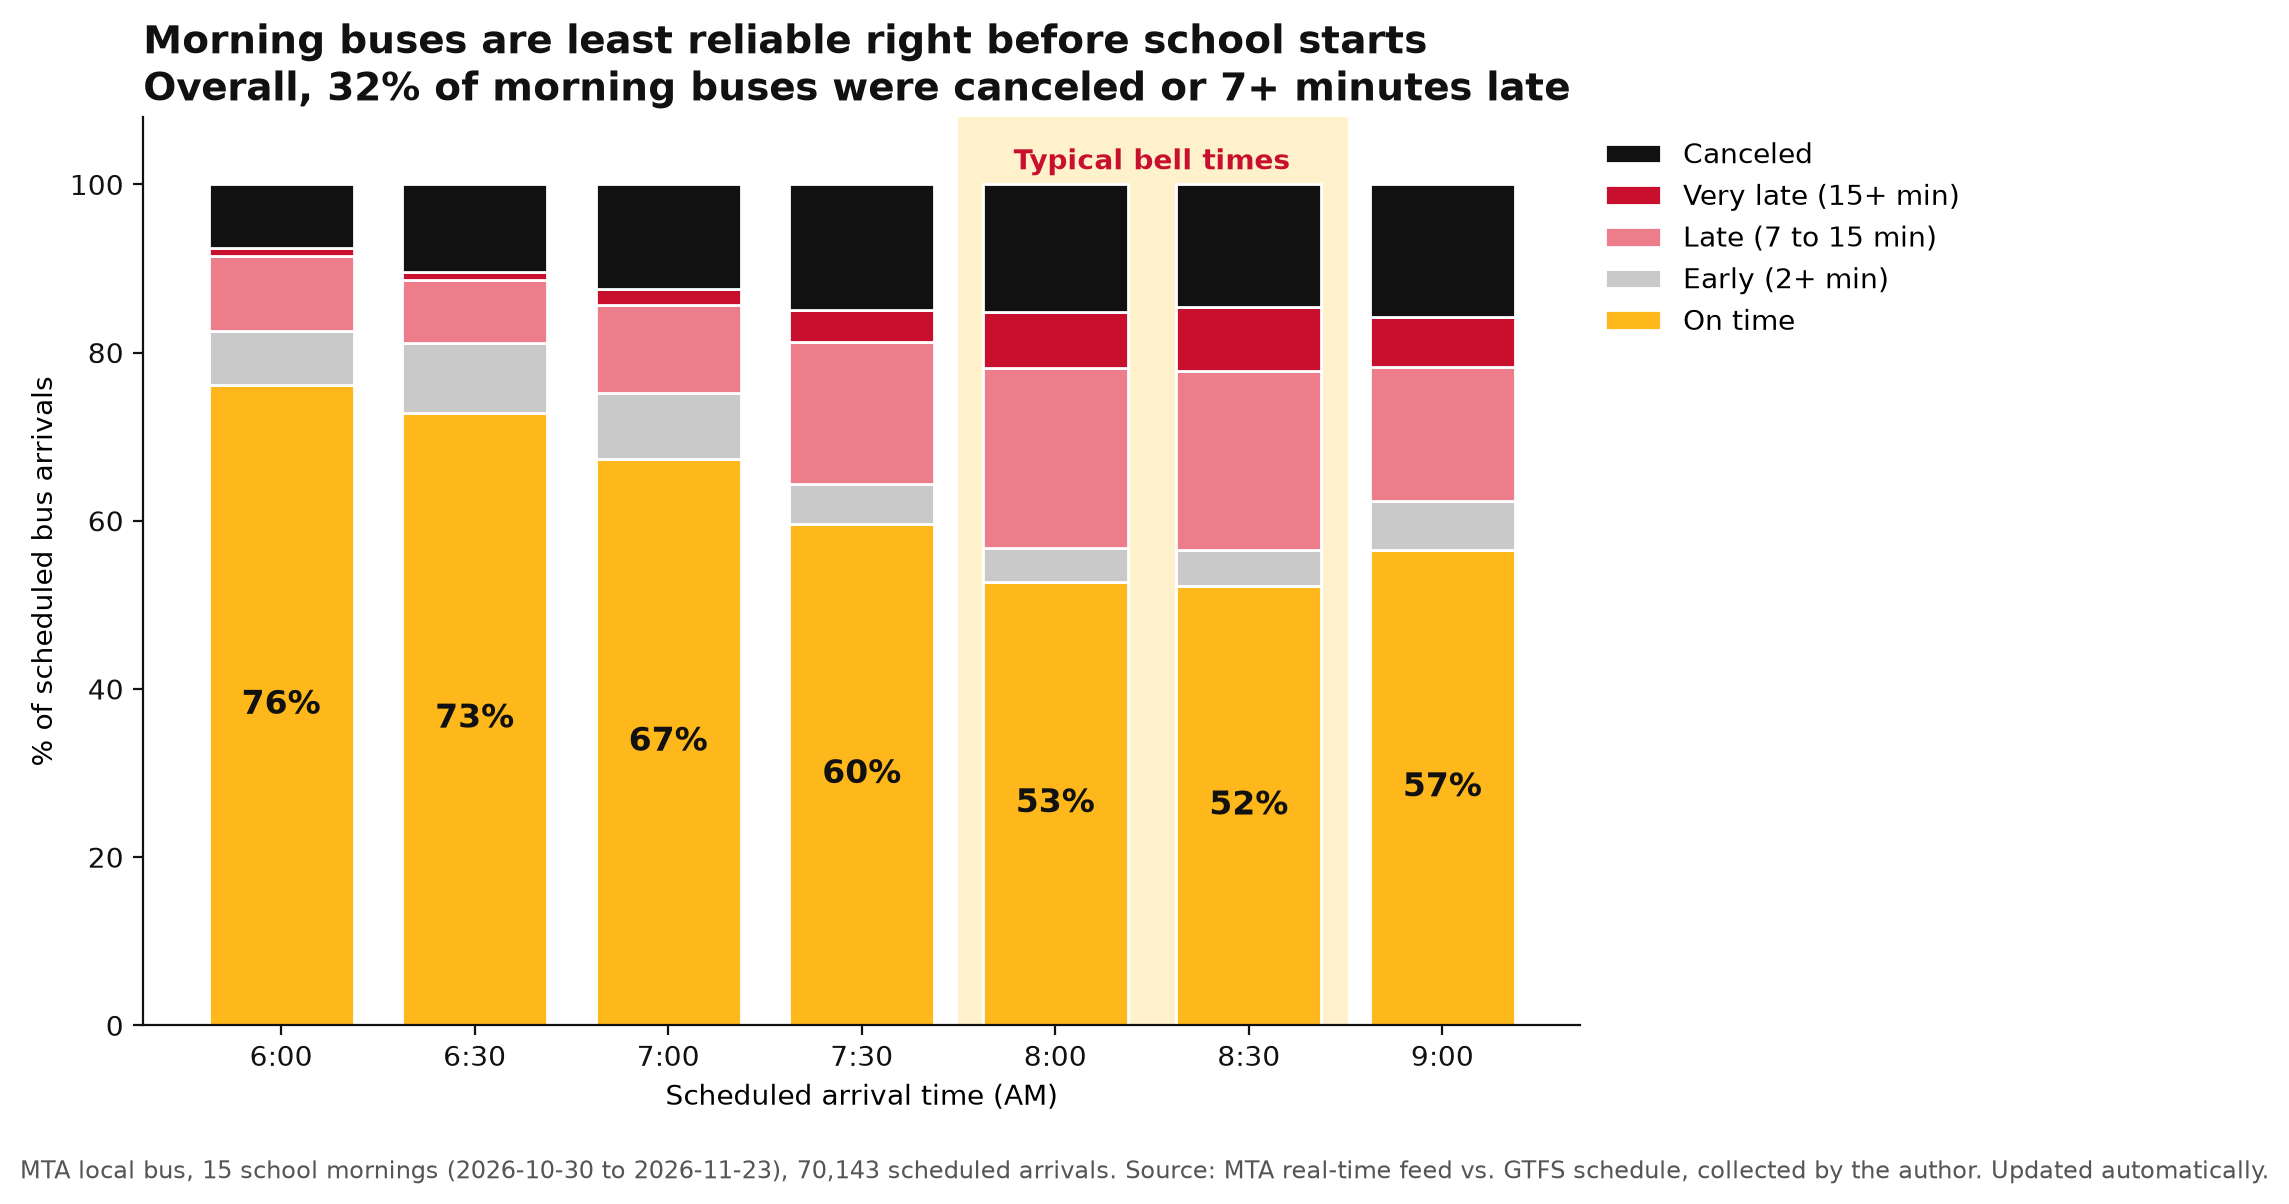 Morning buses are least reliable right before school starts
Overall, 32% of morning buses were canceled or 7+ minutes late
Typical bell times
Canceled
Very late (15+ min)
Late (7 to 15 min)
Early (2+ min)
On time
% of scheduled bus arrivals
100
80
60
40
20
0
76%
73%
67%
60%
53%
52%
57%
6:00
6:30
7:00
7:30
8:00
8:30
9:00
Scheduled arrival time (AM)
MTA local bus, 15 school mornings (2026-10-30 to 2026-11-23), 70,143 scheduled arrivals. Source: MTA real-time feed vs. GTFS schedule, collected by the author. Updated automatically.